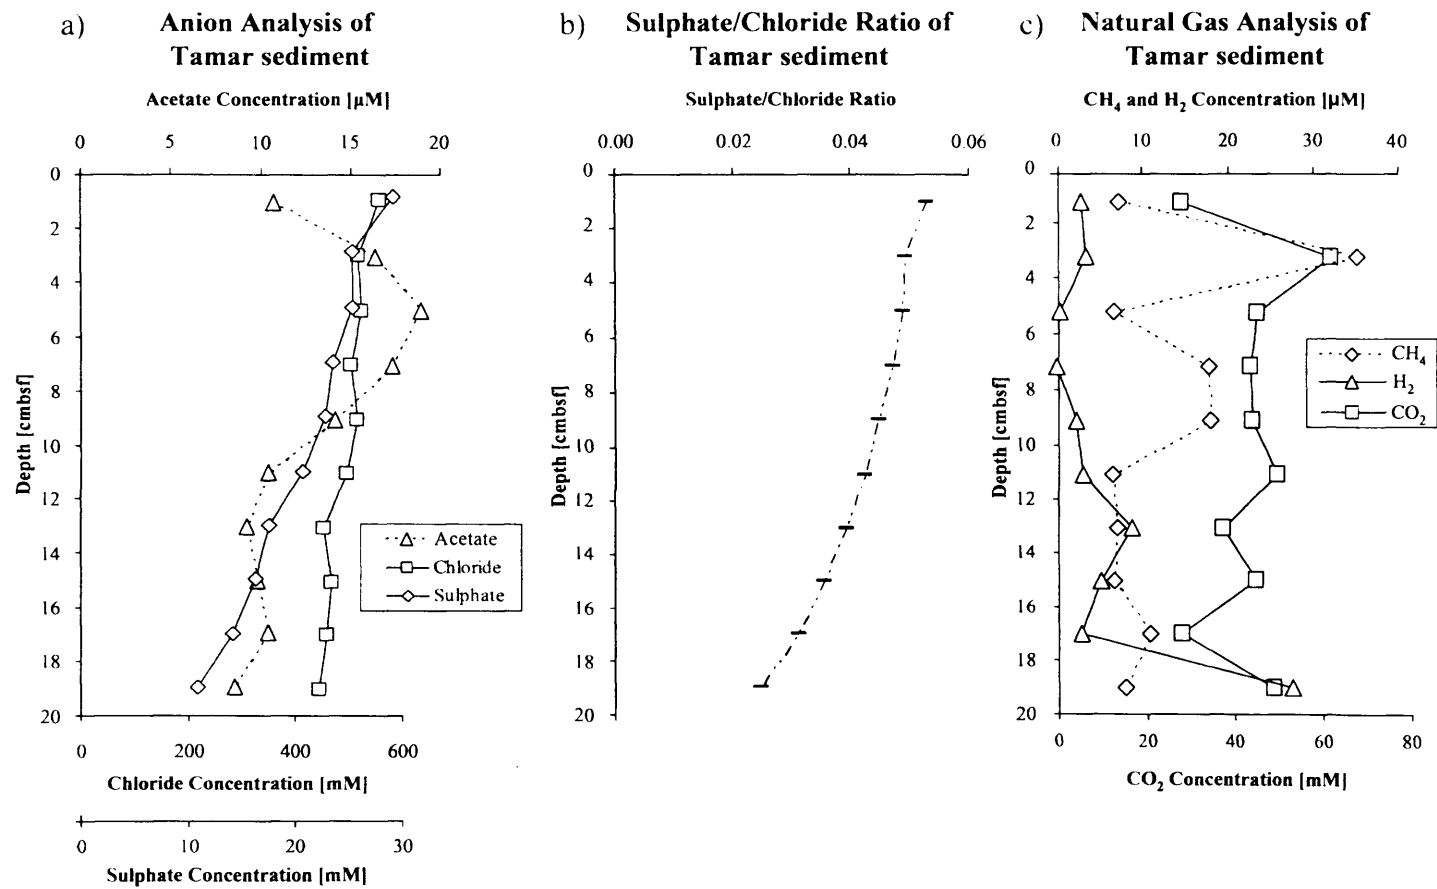 a)
Anion Analysis of
Tamar sediment
Acetate Concentration [µM]
0 5 10 15 20
0
2
4
6
8
10
12
14
16
18
20
Depth [cmbsf]
Acetate
Chloride
Sulphate
0 200 400 600
Chloride Concentration [mM]
0 10 20 30
Sulphate Concentration [mM]
b)
Sulphate/Chloride Ratio of
Tamar sediment
Sulphate/Chloride Ratio
0.00 0.02 0.04 0.06
0
2
4
6
8
10
12
14
16
18
20
Depth [cmbsf]
c)
Natural Gas Analysis of
Tamar sediment
CH₄ and H₂ Concentration [µM]
0 10 20 30 40
0
2
4
6
8
10
12
14
16
18
20
Depth [cmbsf]
CH₄
H₂
CO₂
0 20 40 60 80
CO₂ Concentration [mM]